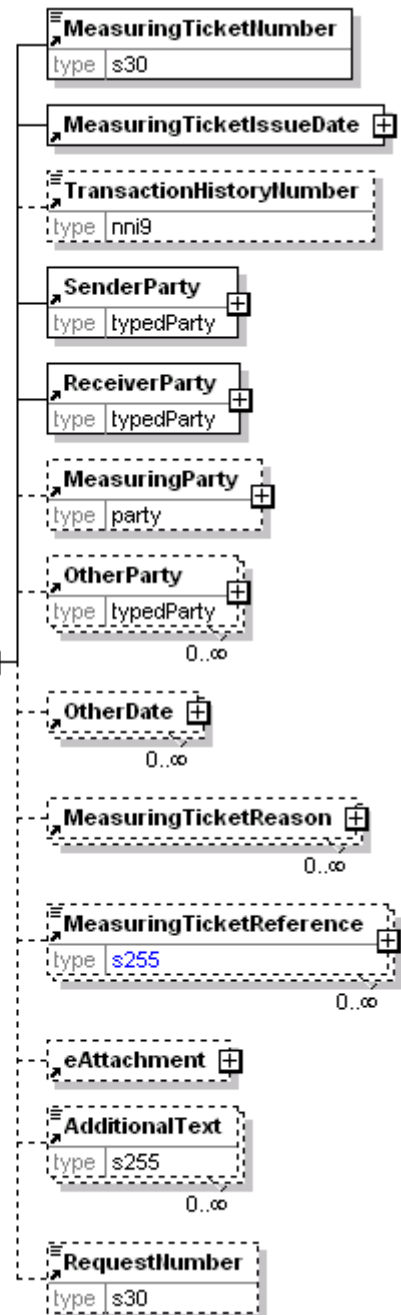 MeasuringTicketNumber
type s30
MeasuringTicketIssueDate
TransactionHistoryNumber
type nni9
SenderParty
type typedParty
ReceiverParty
type typedParty
MeasuringParty
type party
OtherParty
type typedParty
0..∞
OtherDate
0..∞
MeasuringTicketReason
0..∞
MeasuringTicketReference
type s255
0..∞
eAttachment
AdditionalText
type s255
0..∞
RequestNumber
type s30